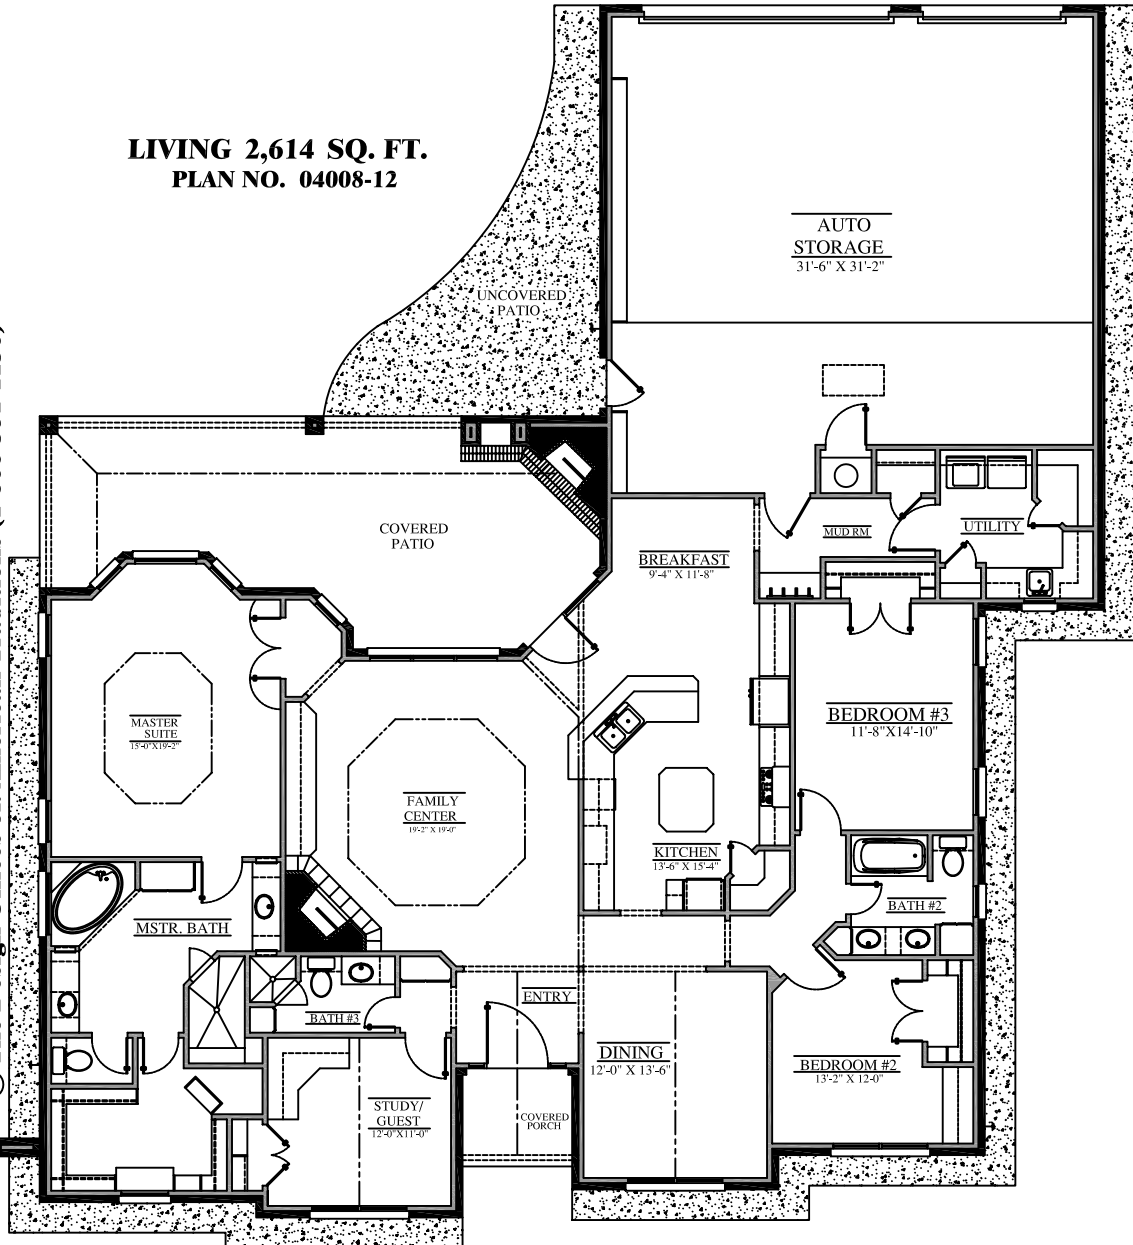 LIVING 2,614 SQ. FT.
PLAN NO. 04008-12
AUTO
STORAGE
31'-6" X 31'-2"
UNCOVERED
PATIO
COVERED
PATIO
BREAKFAST
9'-4" X 11'-8"
MUD RM
UTILITY
MASTER
SUITE
15'-0"X19'-2"
FAMILY
CENTER
19'-2" X 19'-0"
BEDROOM #3
11'-8"X14'-10"
KITCHEN
13'-6" X 15'-4"
MSTR. BATH
BATH #2
BATH #3
ENTRY
DINING
12'-0" X 13'-6"
BEDROOM #2
13'-2" X 12-0"
STUDY/
GUEST
12'-0"X11'-0"
COVERED
PORCH